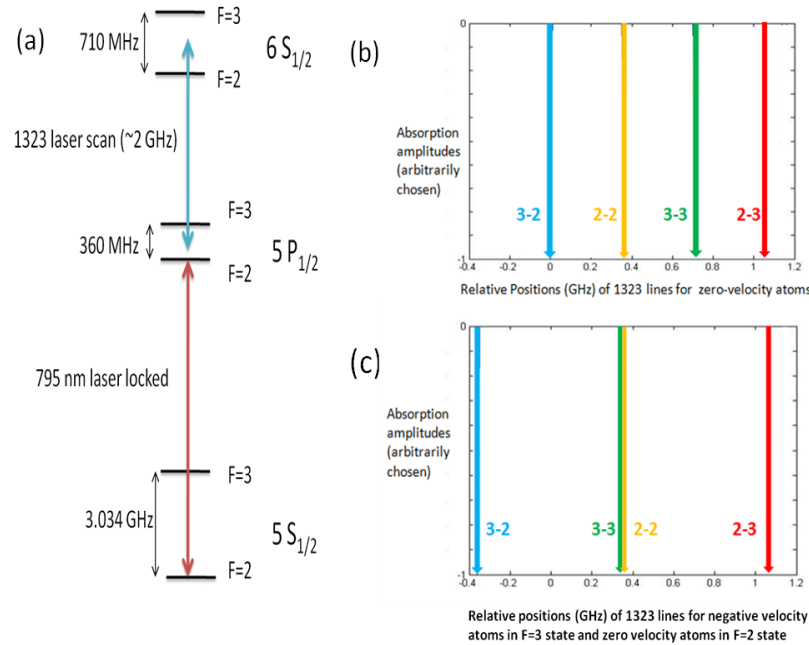 (a)
F=3
710 MHz
6 S1/2
F=2
1323 laser scan (~2 GHz)
F=3
360 MHz
5 P1/2
F=2
795 nm laser locked
F=3
3.034 GHz
5 S1/2
F=2
(b)
0
Absorption
amplitudes
(arbitrarily
chosen)
3-2
2-2
3-3
2-3
-1
-0.4 -0.2 0 0.2 0.4 0.6 0.8 1 1.2
Relative Positions (GHz) of 1323 lines for zero-velocity atoms
(c)
0
Absorption
amplitudes
(arbitrarily
chosen)
3-2
3-3
2-2
2-3
-1
-0.4 -0.2 0 0.2 0.4 0.6 0.8 1 1.2
Relative positions (GHz) of 1323 lines for negative velocity
atoms in F=3 state and zero velocity atoms in F=2 state